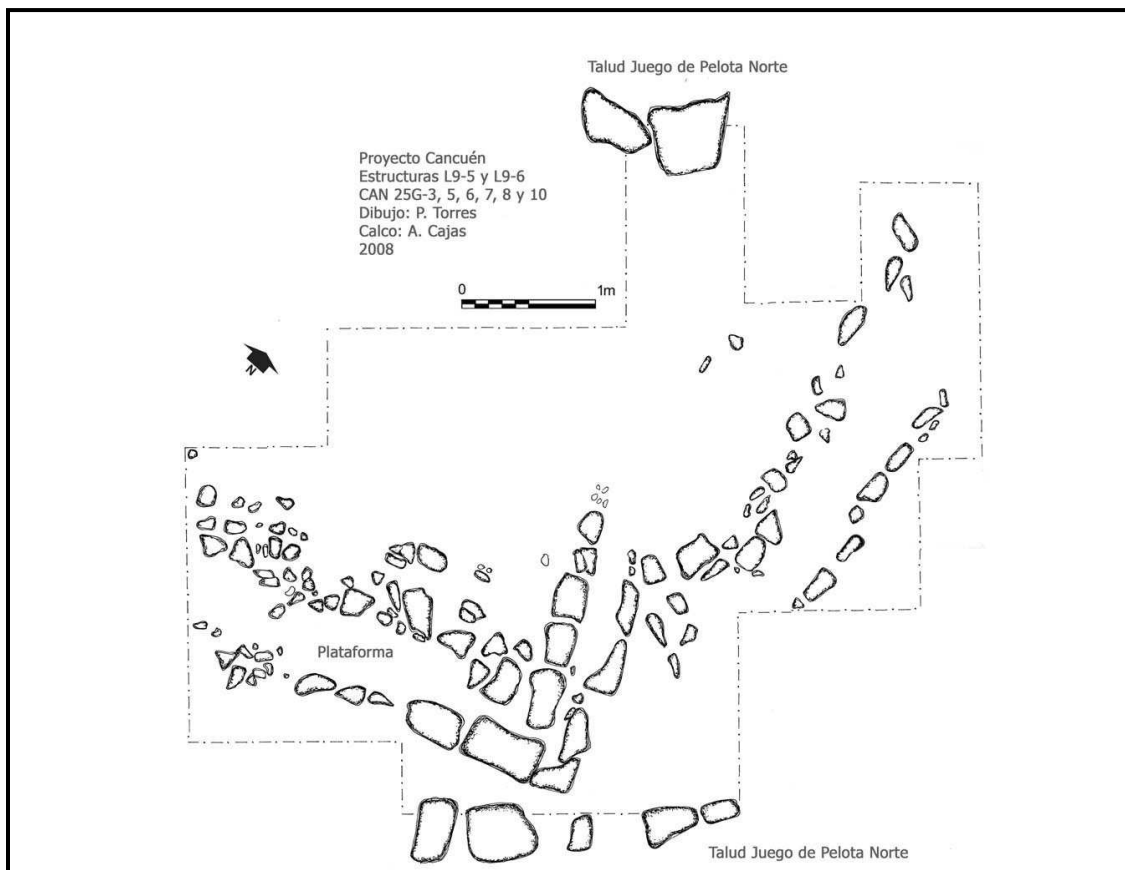 Talud Juego de Pelota Norte
Proyecto Cancuén
Estructuras L9-5 y L9-6
CAN 25G-3, 5, 6, 7, 8 y 10
Dibujo: P. Torres
Calco: A. Cajas
2008
0 1m
N
Plataforma
Talud Juego de Pelota Norte